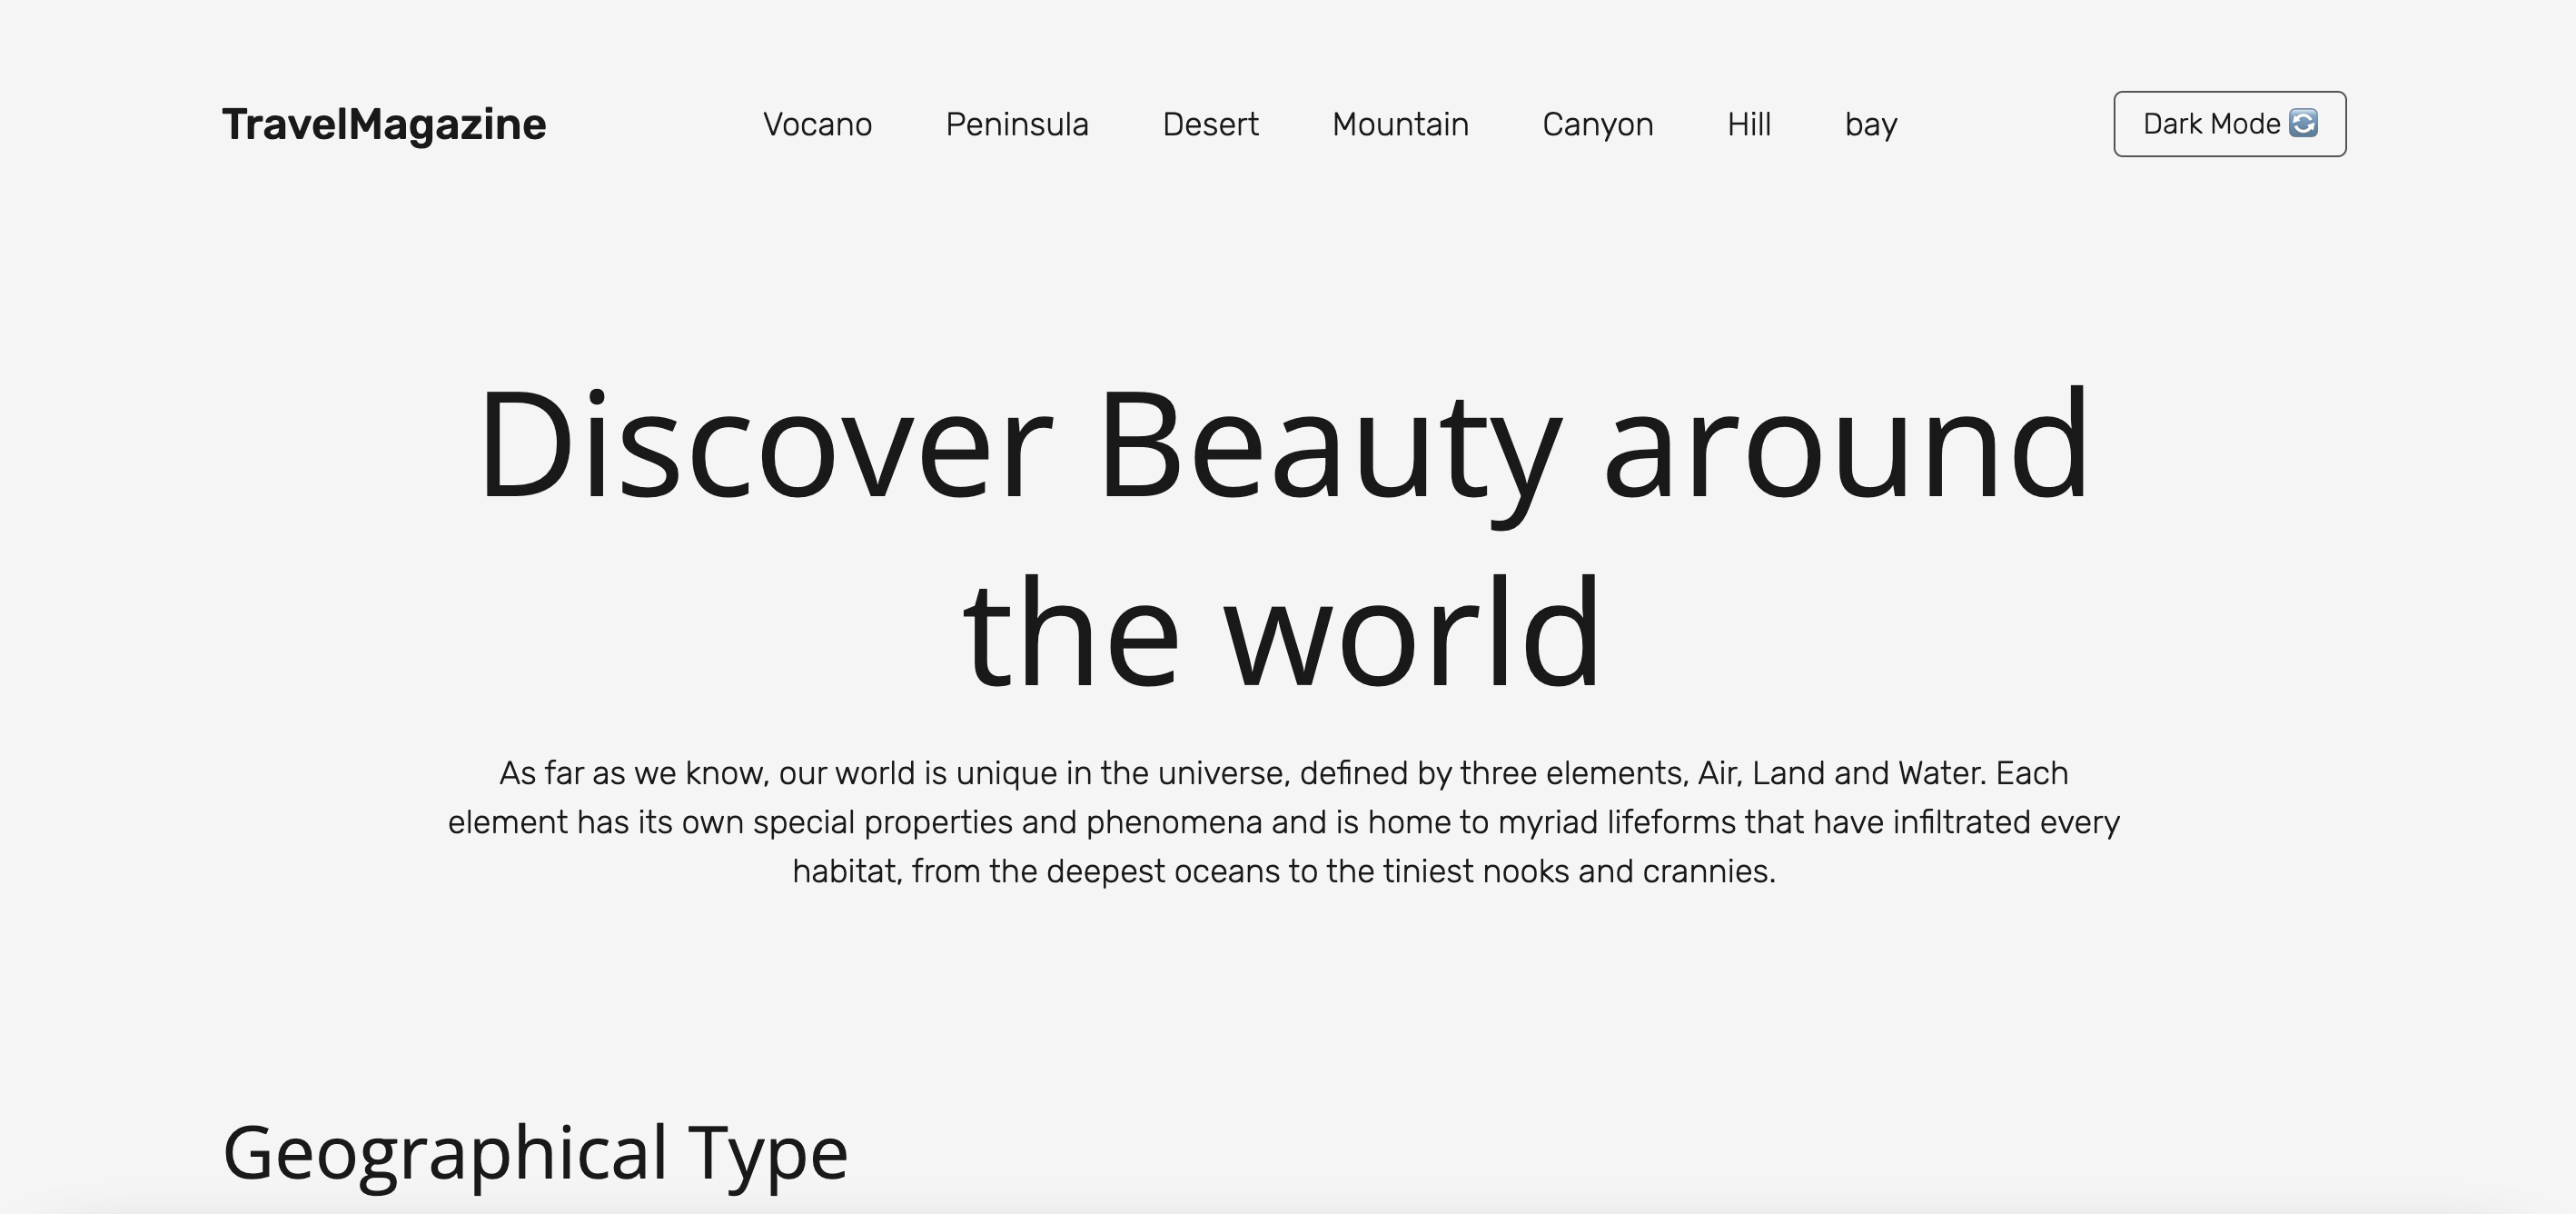 TravelMagazine
Vocano Peninsula Desert Mountain Canyon Hill bay
Dark Mode 🔄
Discover Beauty around
the world
As far as we know, our world is unique in the universe, defined by three elements, Air, Land and Water. Each
element has its own special properties and phenomena and is home to myriad lifeforms that have infiltrated every
habitat, from the deepest oceans to the tiniest nooks and crannies.
Geographical Type